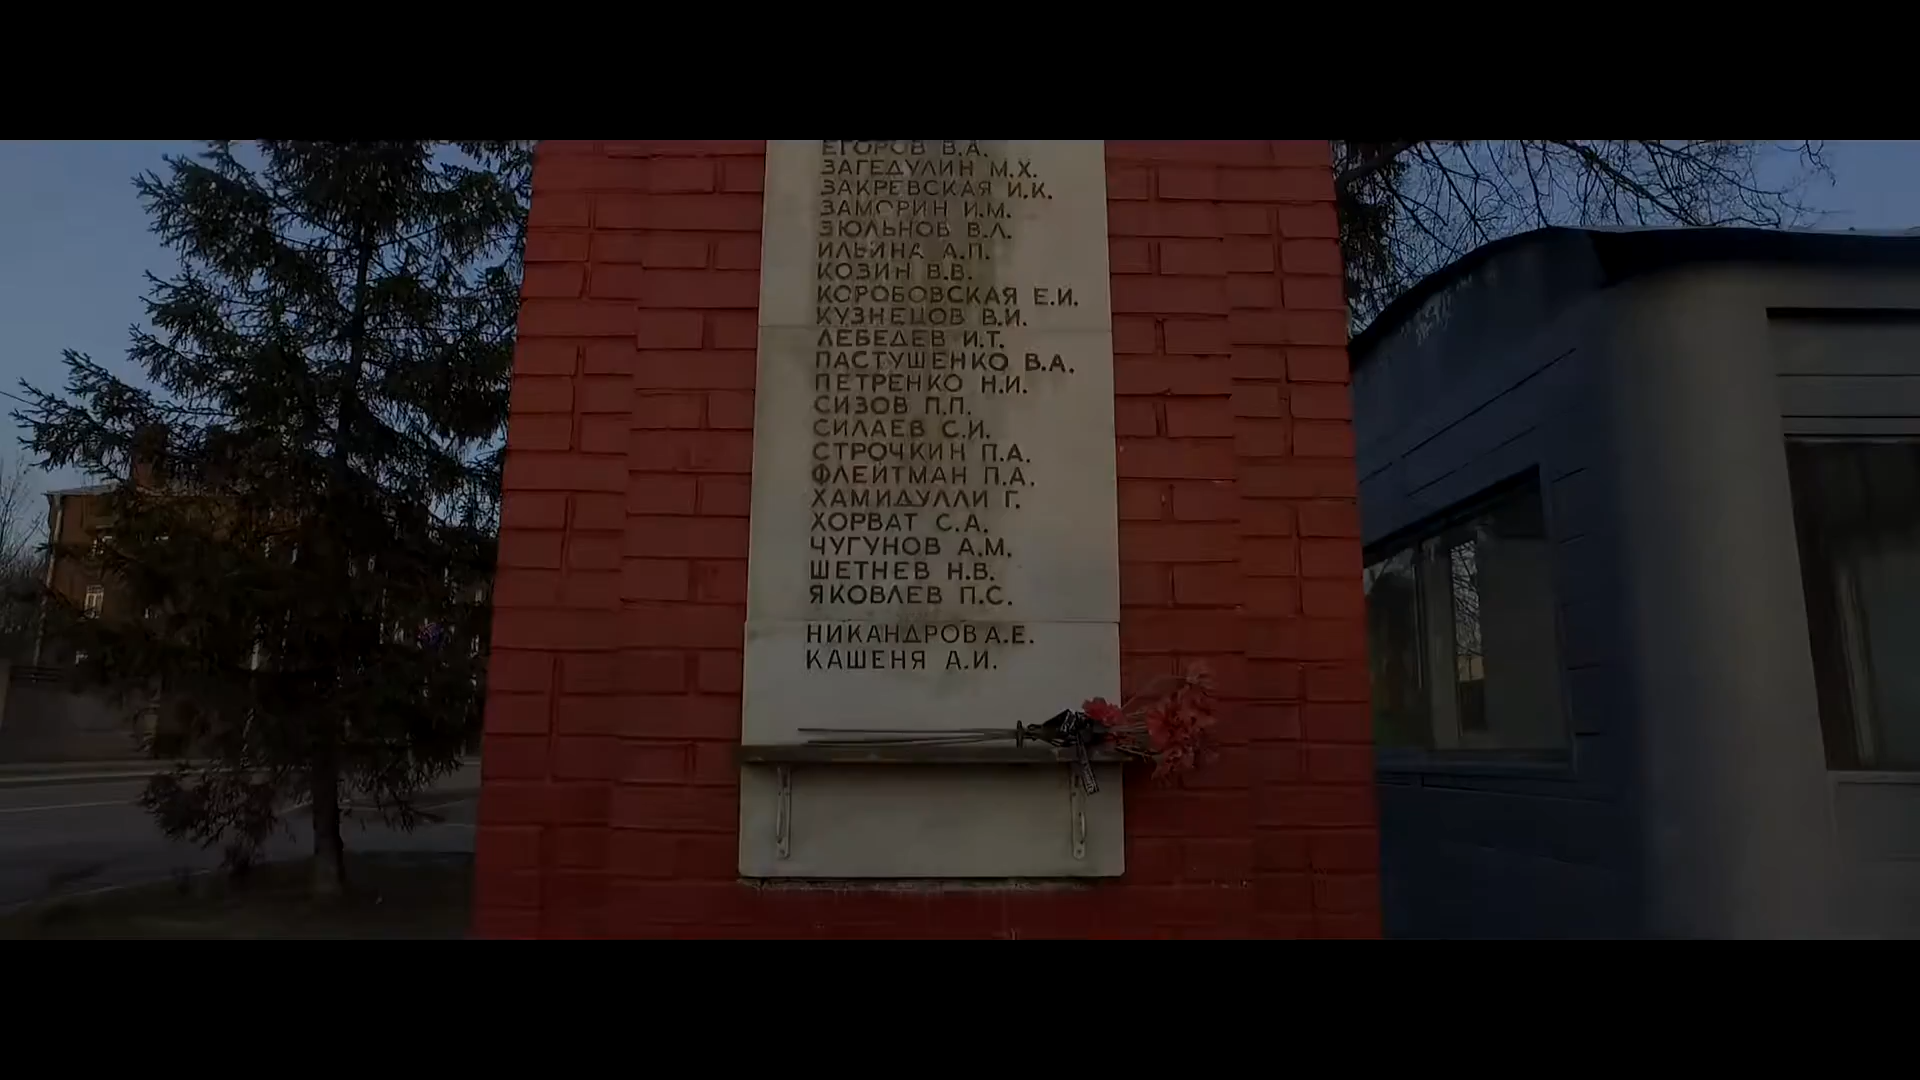 ЕГОРОВ В.А.
ЗАГЕДУЛИН М.Х.
ЗАКРЕВСКАЯ И.К.
ЗАМОРИН И.М.
ЗЮЛЬНОВ В.Л.
ИЛЬИНА А.П.
КОЗИН В.В.
КОРОБОВСКАЯ Е.И.
КУЗНЕЦОВ В.И.
ЛЕБЕДЕВ И.Т.
ПАСТУШЕНКО В.А.
ПЕТРЕНКО Н.И.
СИЗОВ П.П.
СИЛАЕВ С.И.
СТРОЧКИН П.А.
ФЛЕЙТМАН П.А.
ХАМИДУЛЛИ Г.
ХОРВАТ С.А.
ЧУГУНОВ А.М.
ШЕТНЕВ Н.В.
ЯКОВЛЕВ П.С.
НИКАНДРОВ А.Е.
КАШЕНЯ А.И.